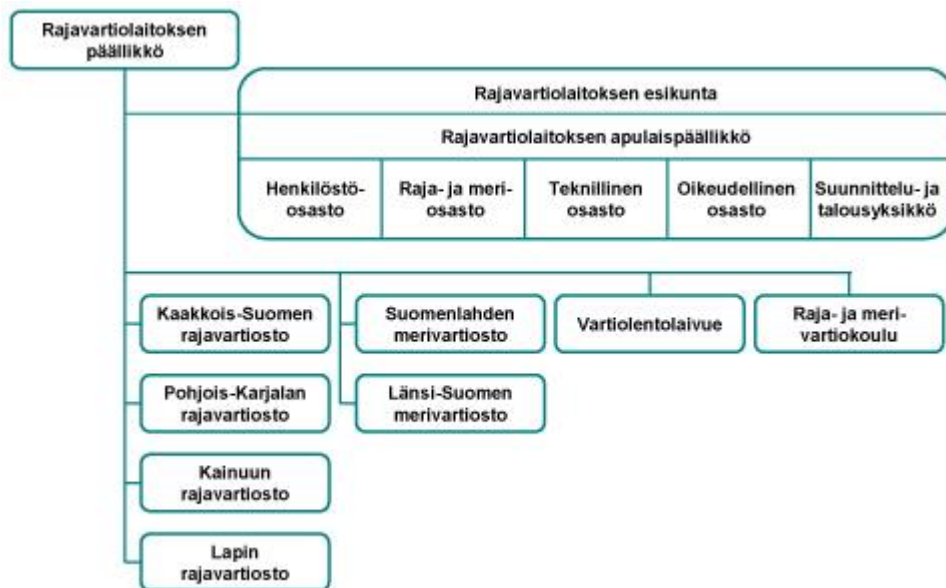 Rajavartiolaitoksen
päällikkö
Rajavartiolaitoksen esikunta
Rajavartiolaitoksen apulaispäällikkö
Henkilöstö-
osasto
Raja- ja meri-
osasto
Teknillinen
osasto
Oikeudellinen
osasto
Suunnittelu- ja
talousyksikkö
Kaakkois-Suomen
rajavartiosto
Suomenlahden
merivartiosto
Vartiolentolaivue
Raja- ja meri-
vartiokoulu
Pohjois-Karjalan
rajavartiosto
Länsi-Suomen
merivartiosto
Kainuun
rajavartiosto
Lapin
rajavartiosto